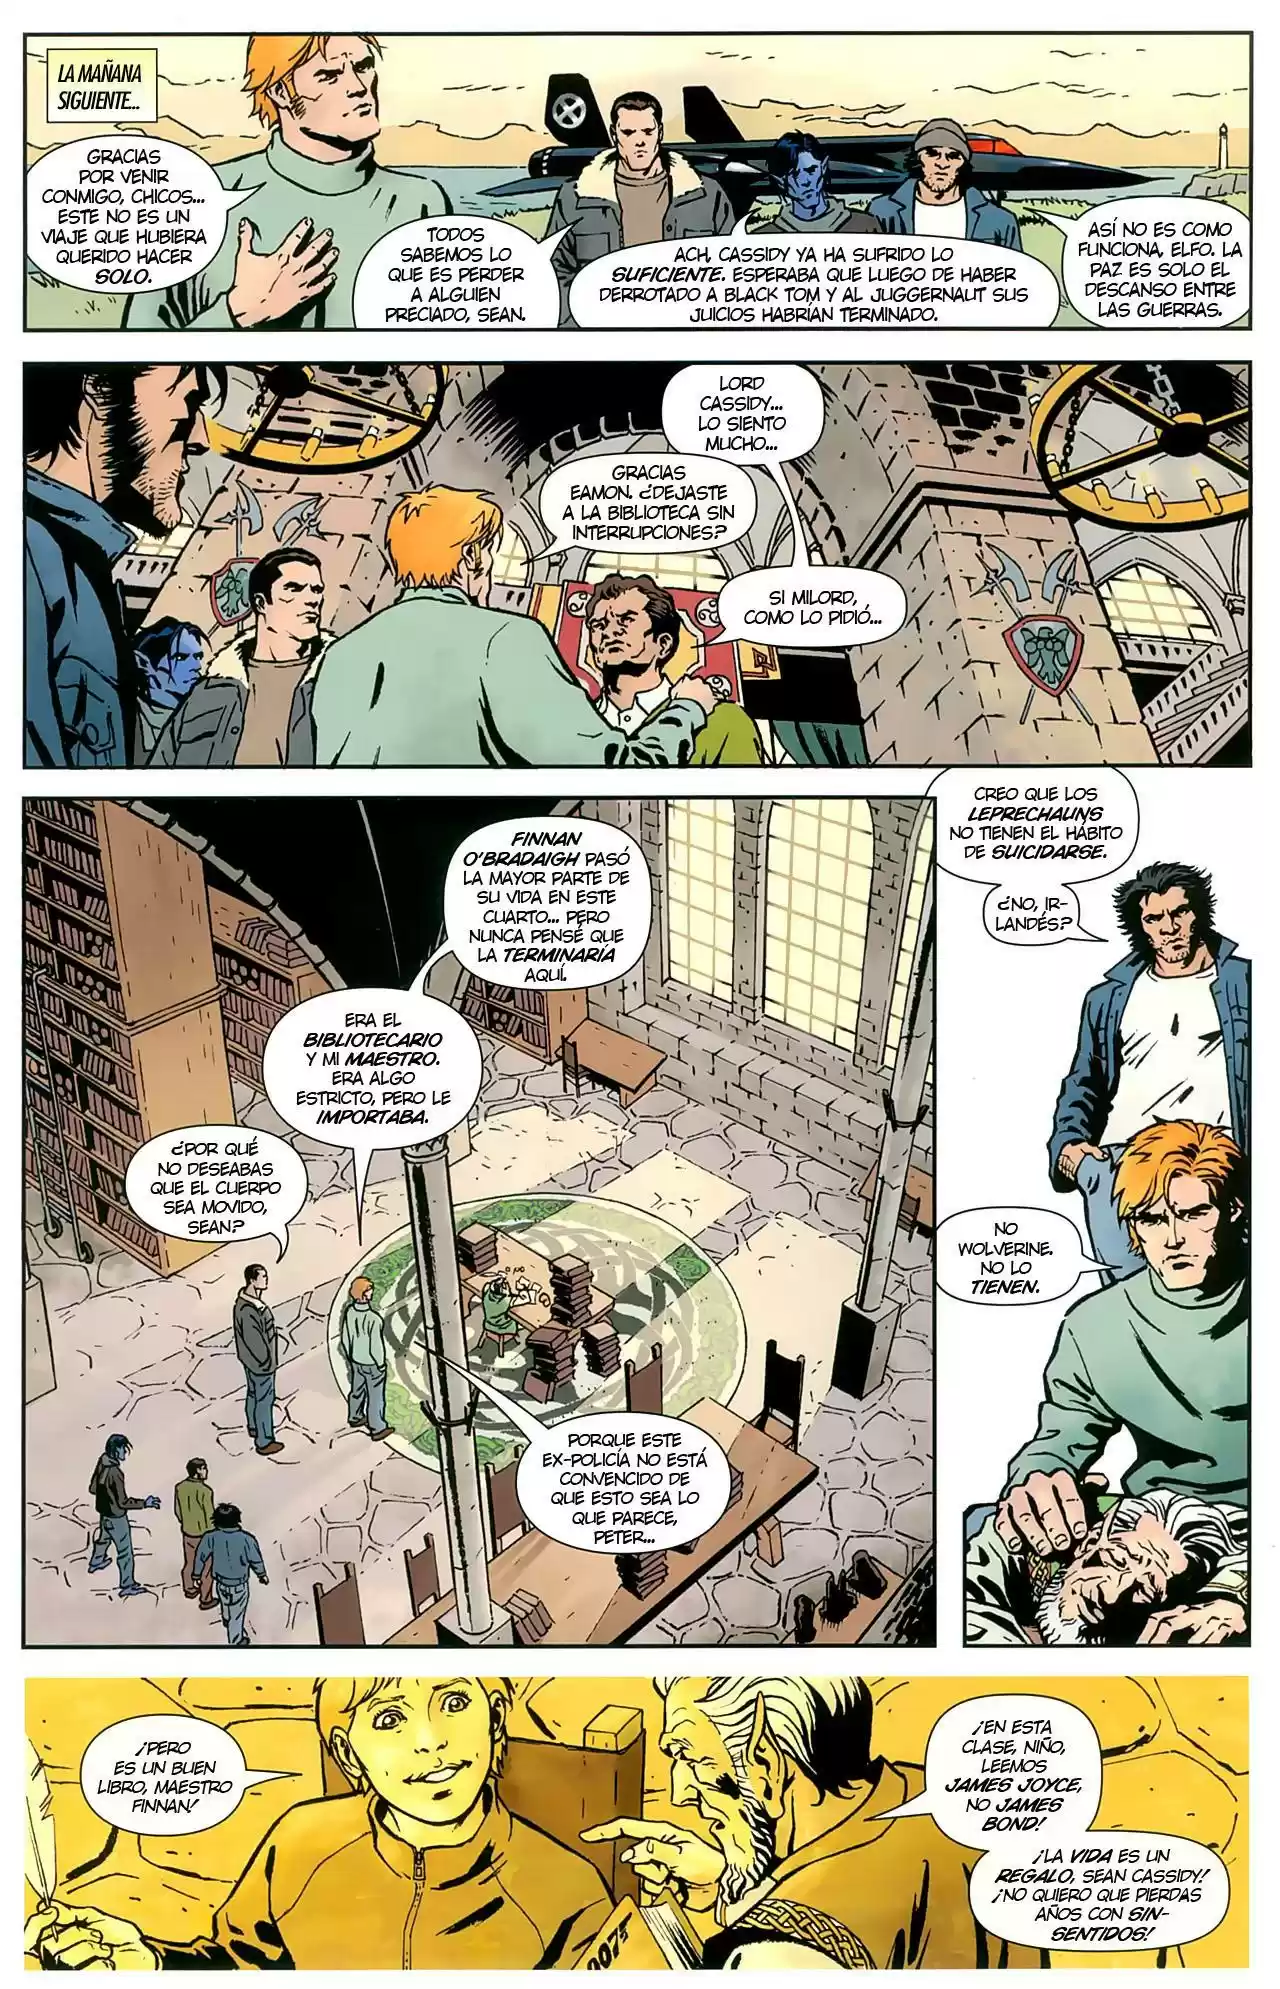 LA MAÑANA
SIGUIENTE...
GRACIAS
POR VENIR
CONMIGO, CHICOS...
ESTE NO ES UN
VIAJE QUE HUBIERA
QUERIDO HACER
SOLO.
TODOS
SABEMOS LO
QUE ES PERDER
A ALGUIEN
PRECIADO, SEAN.
ACH, CASSIDY YA HA SUFRIDO LO
SUFICIENTE. ESPERABA QUE LUEGO DE HABER
DERROTADO A BLACK TOM Y AL JUGGERNAUT SUS
JUICIOS HABRÍAN TERMINADO.
ASÍ NO ES COMO
FUNCIONA, ELFO. LA
PAZ ES SOLO EL
DESCANSO ENTRE
LAS GUERRAS.
LORD
CASSIDY...
LO SIENTO
MUCHO...
GRACIAS
EAMON. ¿DEJASTE
A LA BIBLIOTECA SIN
INTERRUPCIONES?
SI MILORD,
COMO LO PIDIÓ...
FINNAN
O'BRADAIGH PASÓ
LA MAYOR PARTE DE
SU VIDA EN ESTE
CUARTO... PERO
NUNCA PENSÉ QUE
LA TERMINARÍA
AQUÍ.
ERA EL
BIBLIOTECARIO
Y MI MAESTRO.
ERA ALGO
ESTRICTO, PERO LE
IMPORTABA.
¿POR QUÉ
NO DESEABAS
QUE EL CUERPO
SEA MOVIDO,
SEAN?
PORQUE ESTE
EX-POLICÍA NO ESTÁ
CONVENCIDO DE
QUE ESTO SEA LO
QUE PARECE,
PETER...
CREO QUE LOS
LEPRECHAUNS
NO TIENEN EL HÁBITO
DE SUICIDARSE.
¿NO, IR-
LANDÉS?
NO
WOLVERINE.
NO LO
TIENEN.
¡PERO
ES UN BUEN
LIBRO, MAESTRO
FINNAN!
¡EN ESTA
CLASE, NIÑO,
LEEMOS
JAMES JOYCE,
NO JAMES
BOND!
¡LA VIDA ES UN
REGALO, SEAN CASSIDY!
¡NO QUIERO QUE PIERDAS
AÑOS CON SIN-
SENTIDOS!
007